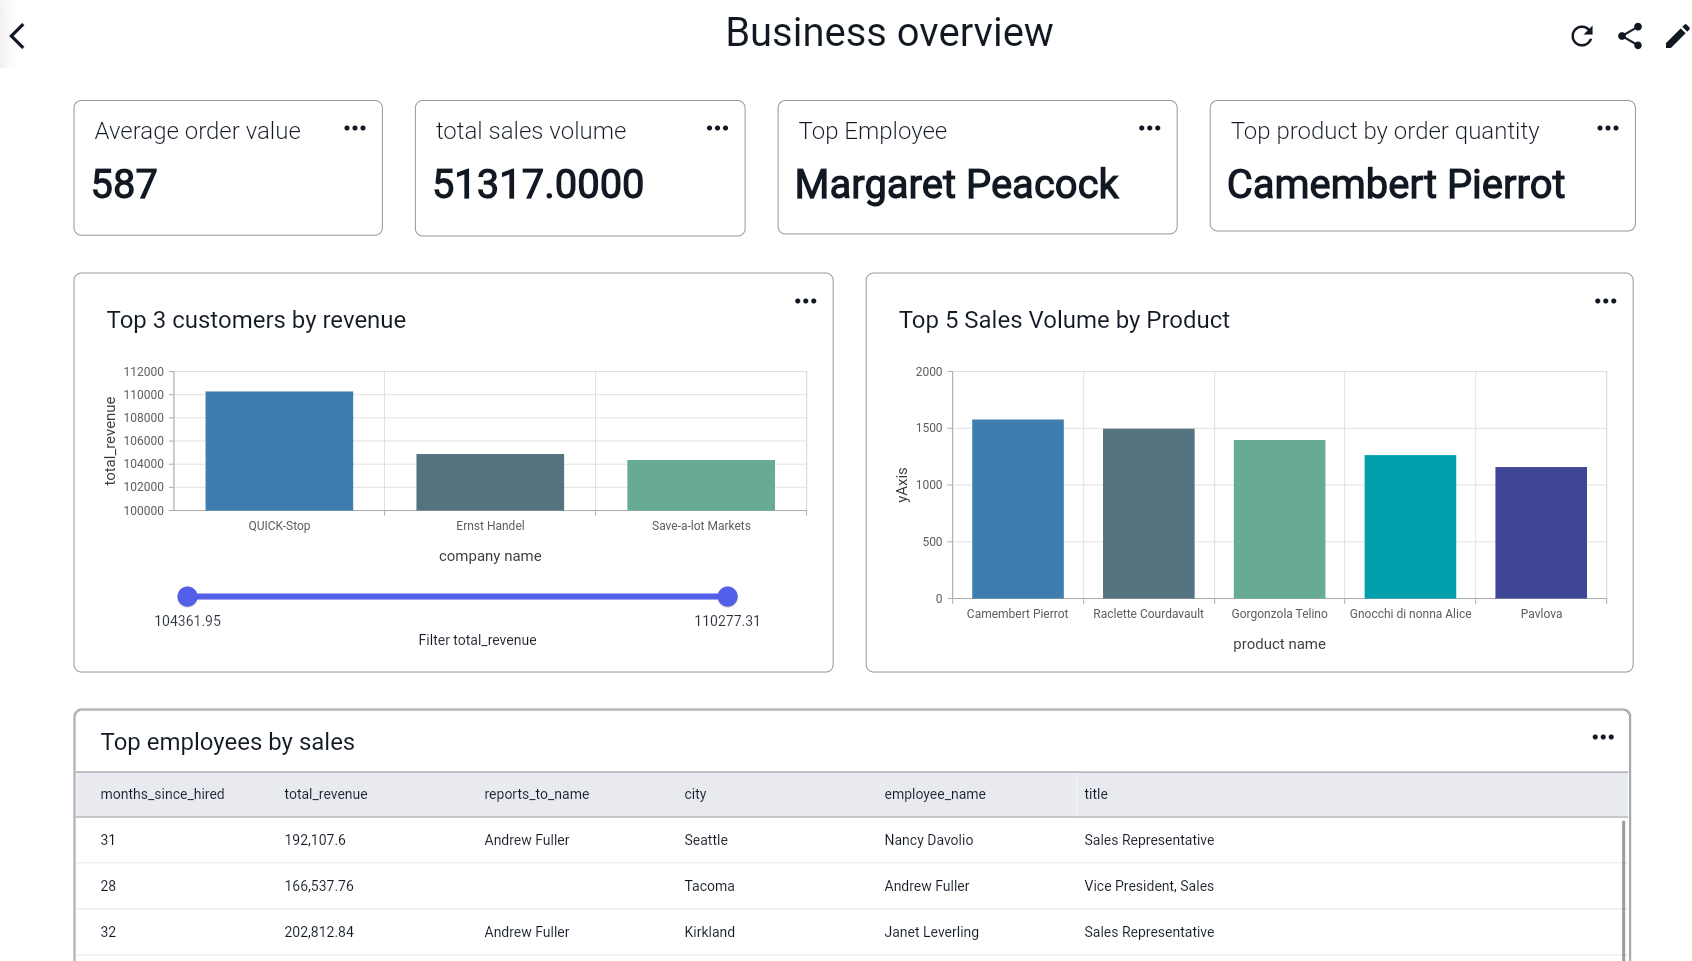 Business overview
Average order value
587
total sales volume
51317.0000
Top Employee
Margaret Peacock
Top product by order quantity
Camembert Pierrot
Top 3 customers by revenue
total_revenue
112000
110000
108000
106000
104000
102000
100000
QUICK-Stop Ernst Handel Save-a-lot Markets
company name
104361.95 110277.31
Filter total_revenue
Top 5 Sales Volume by Product
yAxis
2000
1500
1000
500
0
Camembert Pierrot Raclette Courdavault Gorgonzola Telino Gnocchi di nonna Alice Pavlova
product name
Top employees by sales
months_since_hired total_revenue reports_to_name city employee_name title
31 192,107.6 Andrew Fuller Seattle Nancy Davolio Sales Representative
28 166,537.76 Tacoma Andrew Fuller Vice President, Sales
32 202,812.84 Andrew Fuller Kirkland Janet Leverling Sales Representative